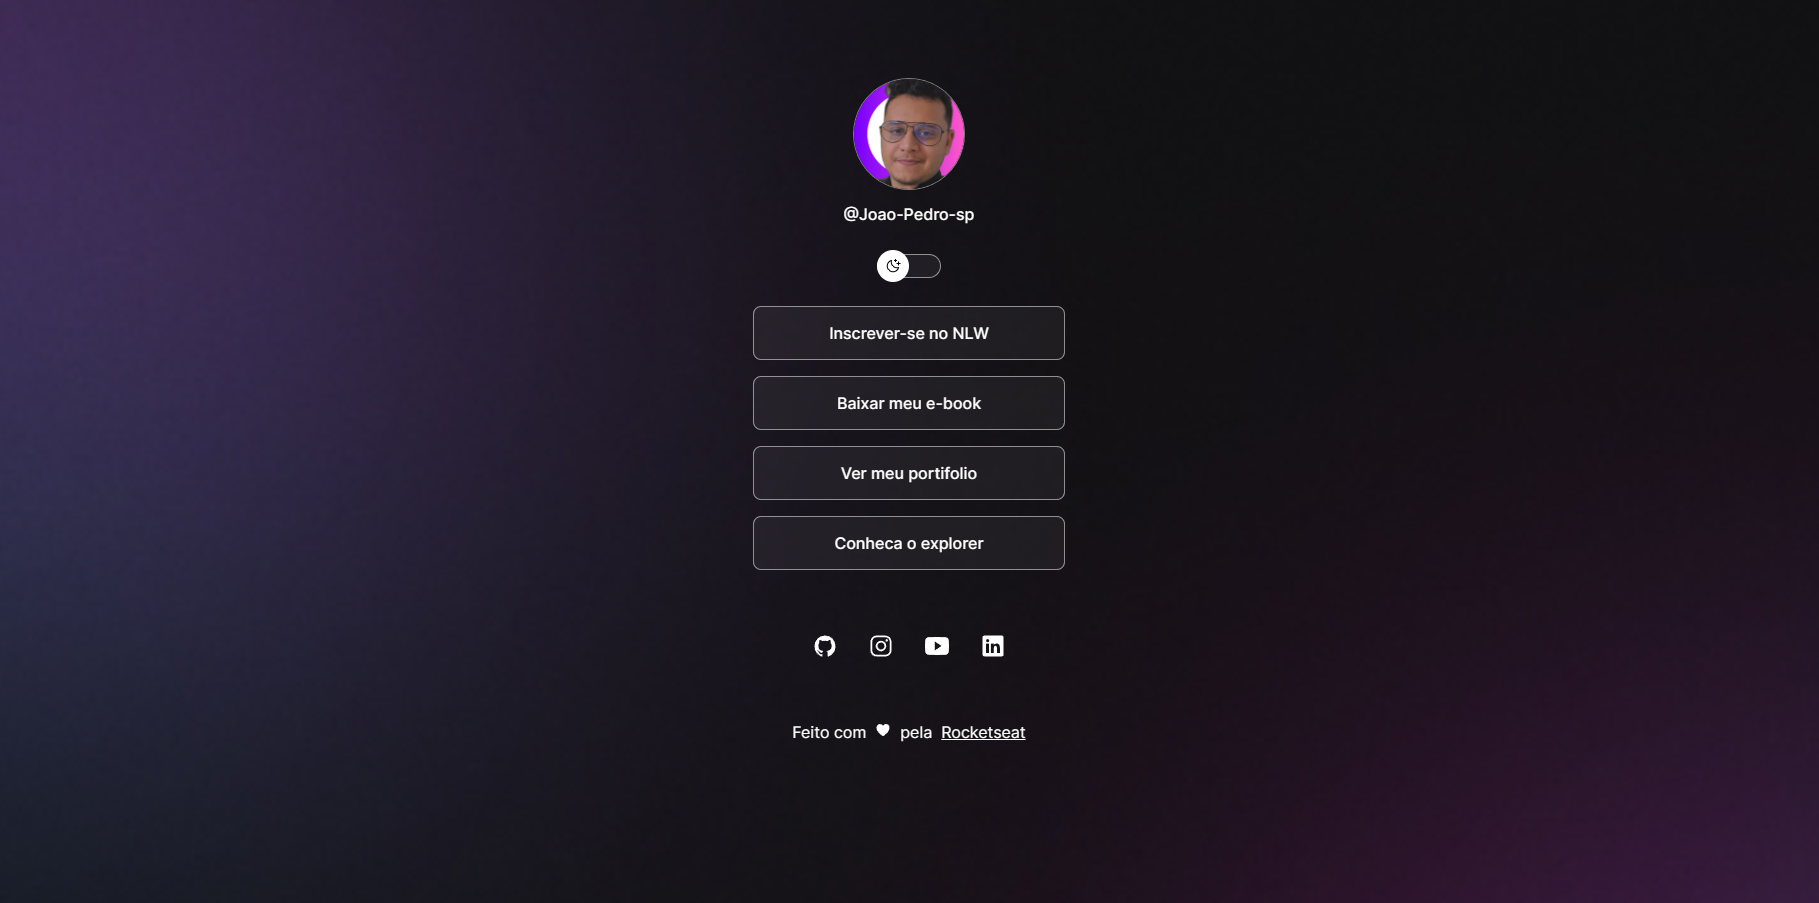 @Joao-Pedro-sp
Inscrever-se no NLW
Baixar meu e-book
Ver meu portifolio
Conheca o explorer
in
Feito com pela Rocketseat